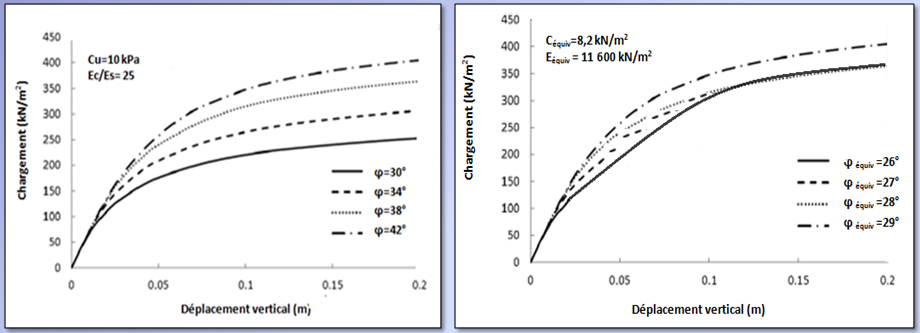 450
400
350
300
250
200
150
100
50
0
Chargement (kN/m²)
Cu=10 kPa
Ec/Es= 25
φ=30°
φ=34°
φ=38°
φ=42°
0
0.05
0.1
0.15
0.2
Déplacement vertical (m)
450
400
350
300
250
200
150
100
50
0
Chargement (kN/m²)
Céquiv=8,2 kN/m²
Eéquiv = 11 600 kN/m²
φ équiv =26°
φ équiv =27°
φ équiv =28°
φ équiv =29°
0
0.05
0.1
0.15
0.2
Déplacement vertical (m)